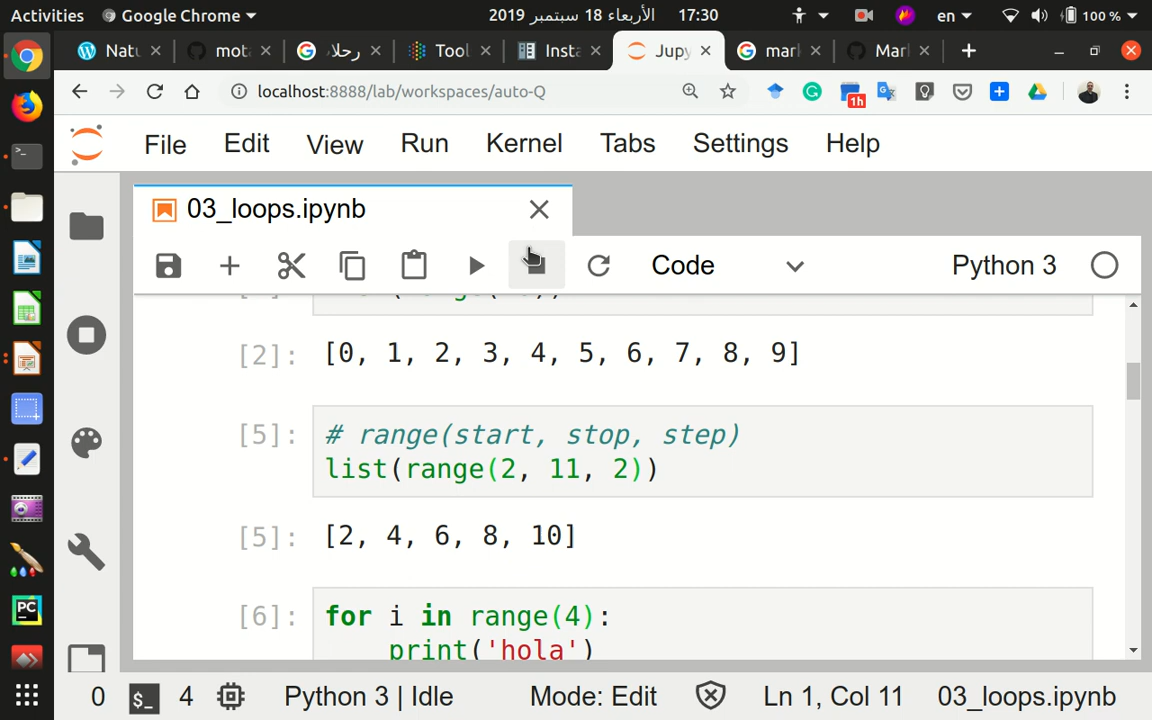 Activities Google Chrome 2019 الأربعاء 18 سبتمبر 17:30 en 100 %
Natu mota رحلا Tool Insta Jupy mark Mark
localhost:8888/lab/workspaces/auto-Q 1h
File Edit View Run Kernel Tabs Settings Help
03_loops.ipynb
Code Python 3
[2]: [0, 1, 2, 3, 4, 5, 6, 7, 8, 9]
[5]: # range(start, stop, step)
list(range(2, 11, 2))
[5]: [2, 4, 6, 8, 10]
[6]: for i in range(4):
print('hola')
0 $_ 4 Python 3 | Idle Mode: Edit Ln 1, Col 11 03_loops.ipynb